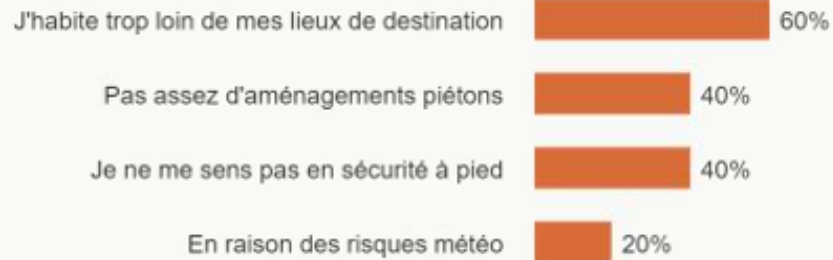 J'habite trop loin de mes lieux de destination 60%
Pas assez d'aménagements piétons 40%
Je ne me sens pas en sécurité à pied 40%
En raison des risques météo 20%